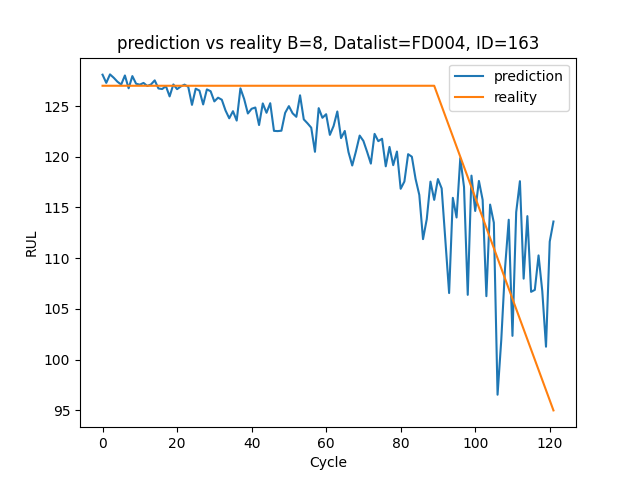 prediction vs reality B=8, Datalist=FD004, ID=163
prediction
reality
RUL
125
120
115
110
105
100
95
0 20 40 60 80 100 120
Cycle